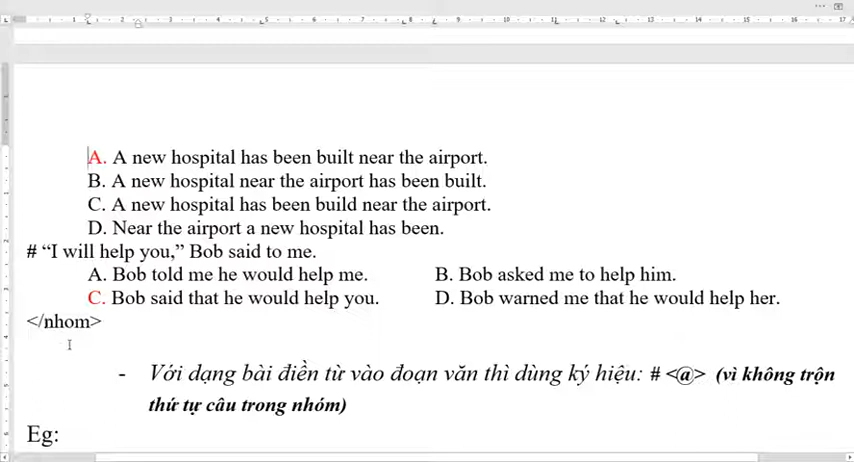 A. A new hospital has been built near the airport.
B. A new hospital near the airport has been built.
C. A new hospital has been build near the airport.
D. Near the airport a new hospital has been.
# “I will help you,” Bob said to me.
A. Bob told me he would help me. B. Bob asked me to help him.
C. Bob said that he would help you. D. Bob warned me that he would help her.
</nhom>
- Với dạng bài điền từ vào đoạn văn thì dùng ký hiệu: # <@> (vì không trộn
thứ tự câu trong nhóm)
Eg: